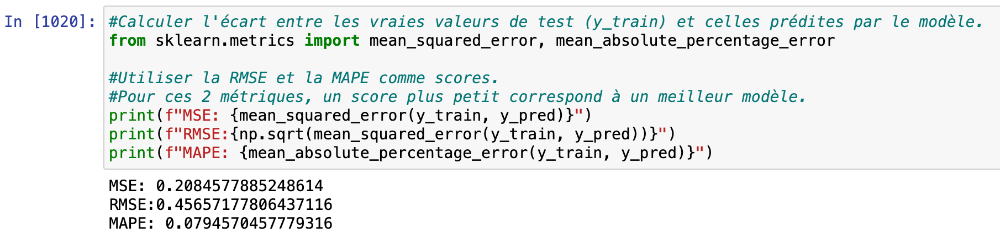 In [1020]: #Calculer l'écart entre les vraies valeurs de test (y_train) et celles prédites par le modèle.
from sklearn.metrics import mean_squared_error, mean_absolute_percentage_error
#Utiliser la RMSE et la MAPE comme scores.
#Pour ces 2 métriques, un score plus petit correspond à un meilleur modèle.
print(f"MSE: {mean_squared_error(y_train, y_pred)}")
print(f"RMSE:{np.sqrt(mean_squared_error(y_train, y_pred))}")
print(f"MAPE: {mean_absolute_percentage_error(y_train, y_pred)}")
MSE: 0.2084577885248614
RMSE:0.45657177806437116
MAPE: 0.0794570457779316